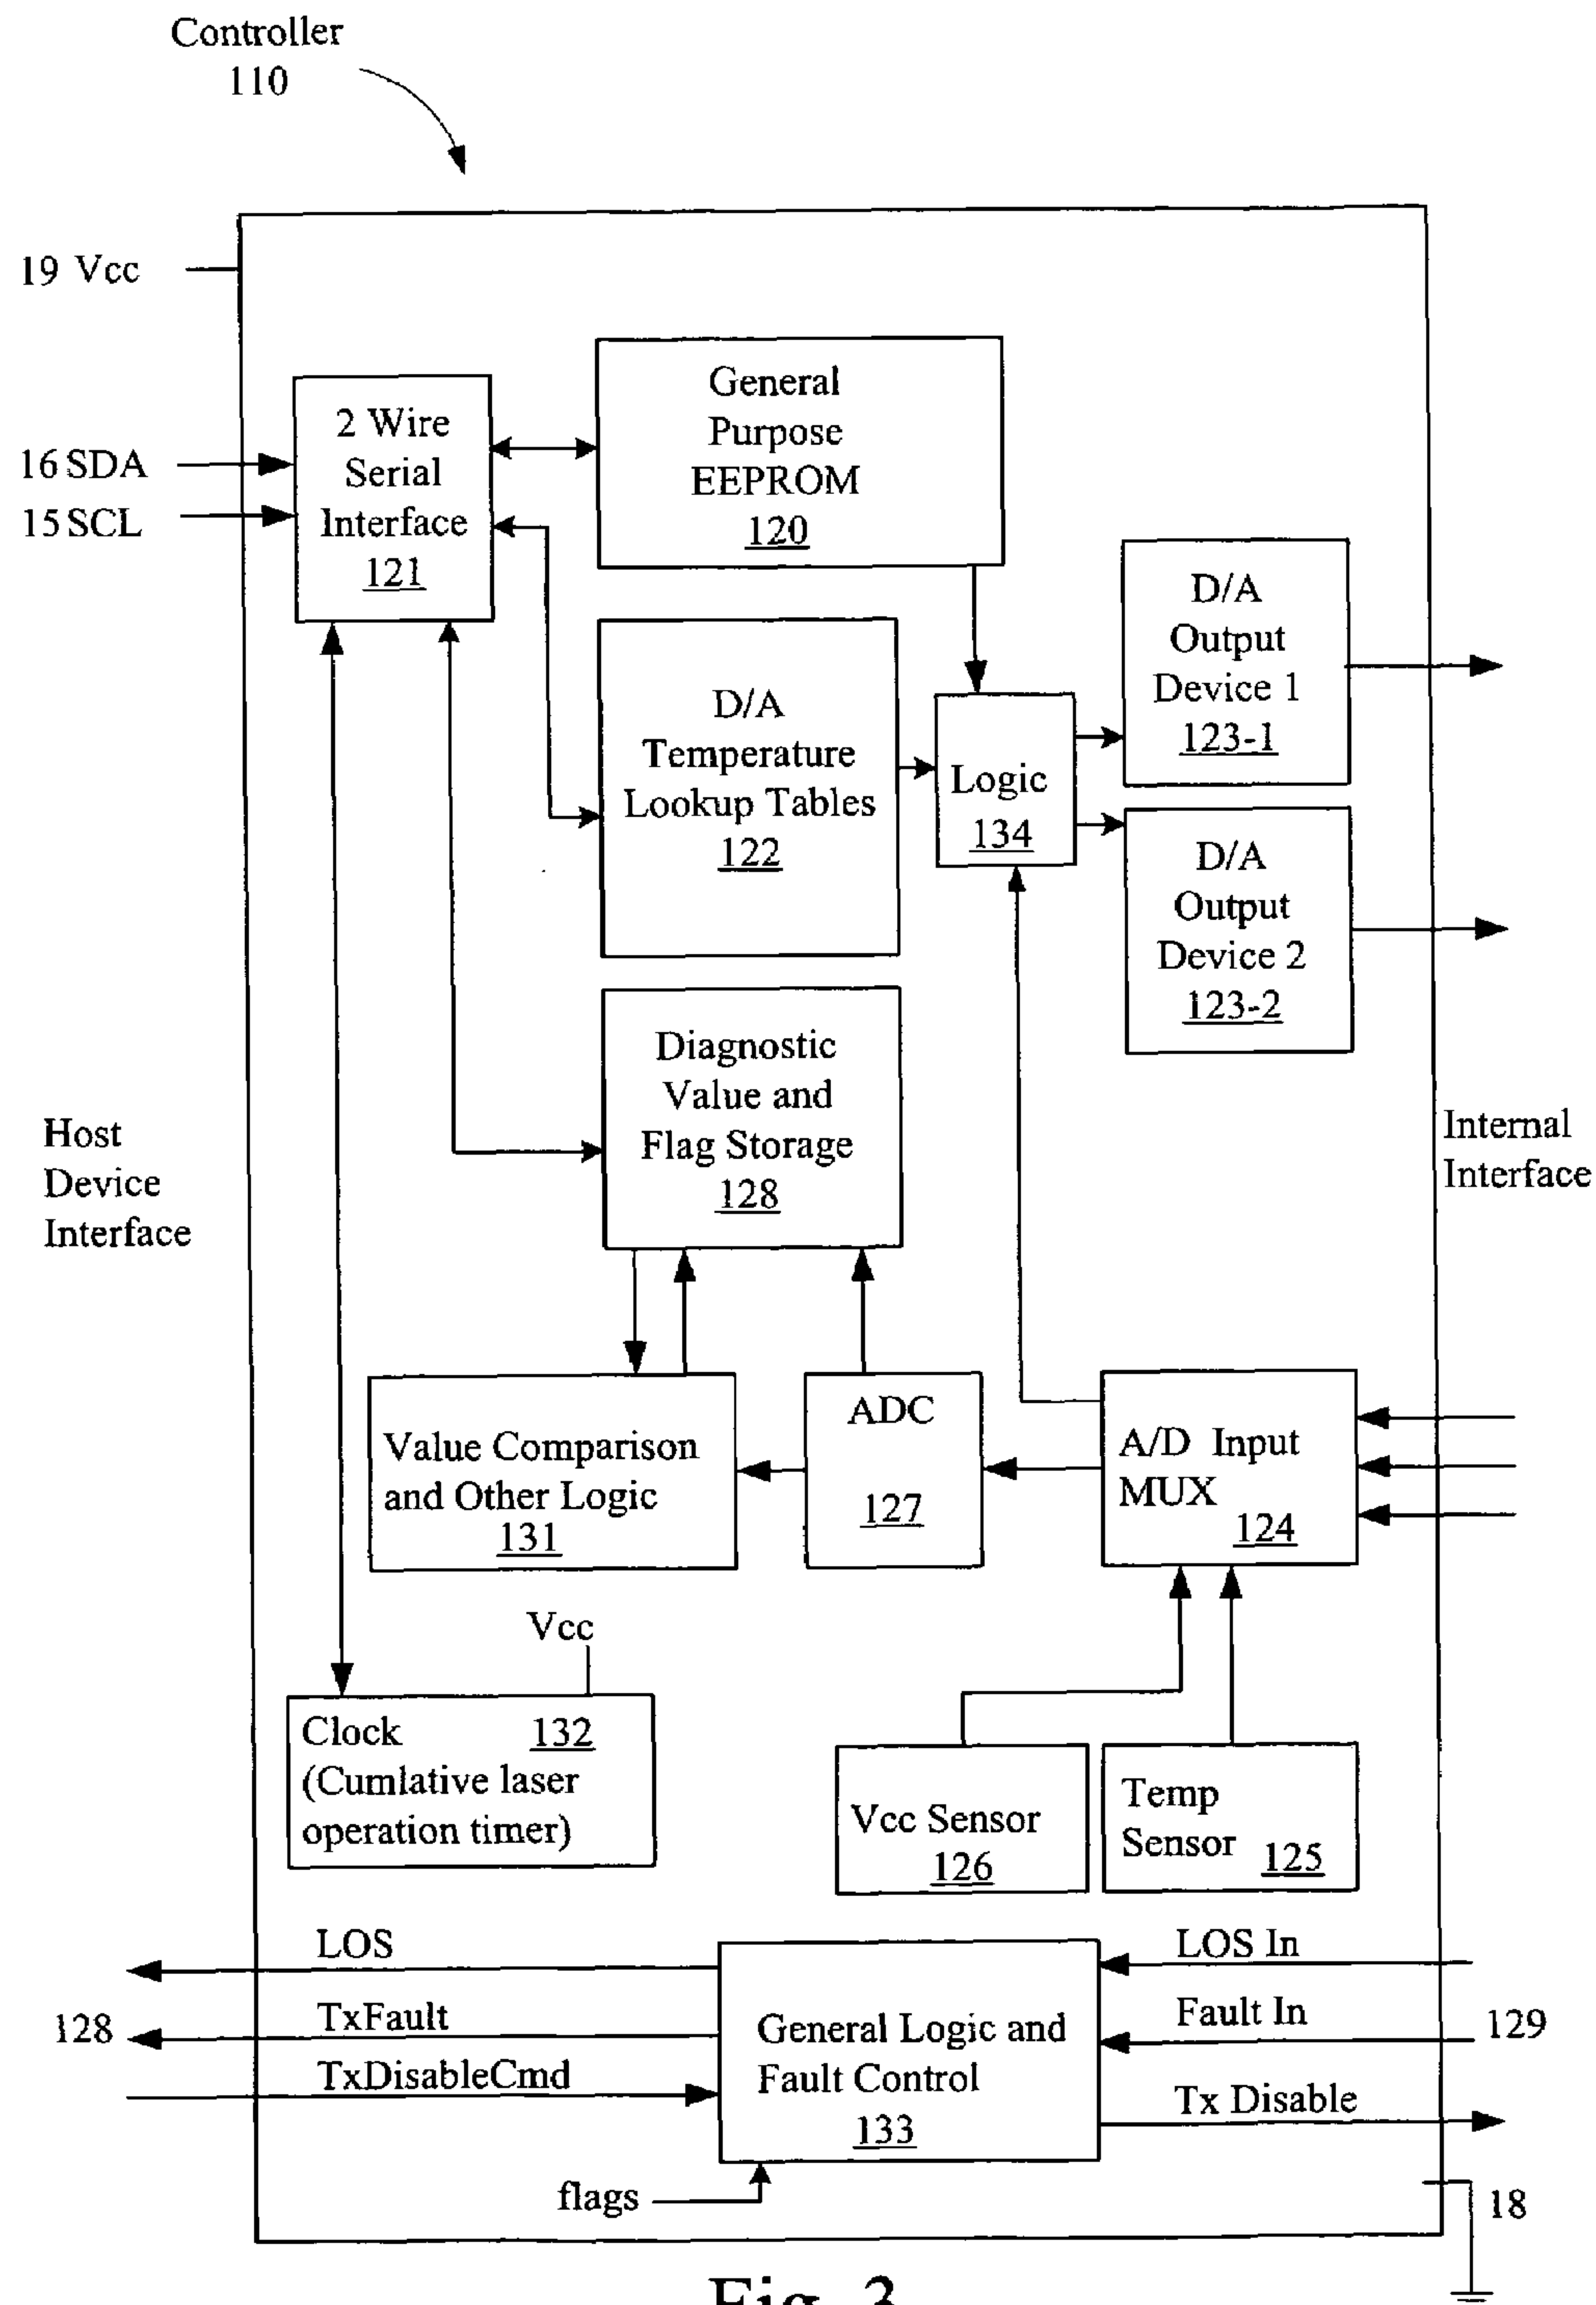 Controller
110
19 Vcc
2 Wire
Serial
Interface
121
16 SDA
15 SCL
General
Purpose
EEPROM
120
D/A
Output
Device 1
123-1
D/A
Temperature
Lookup Tables
122
Logic
134
D/A
Output
Device 2
123-2
Diagnostic
Value and
Flag Storage
128
Host
Device
Interface
Internal
Interface
Value Comparison
and Other Logic
131
ADC
127
A/D Input
MUX
124
Vcc
Clock 132
(Cumlative laser
operation timer)
Vcc Sensor
126
Temp
Sensor 125
LOS
TxFault
TxDisableCmd
128
General Logic and
Fault Control
133
LOS In
Fault In
Tx Disable
129
flags
18
Fig. 3